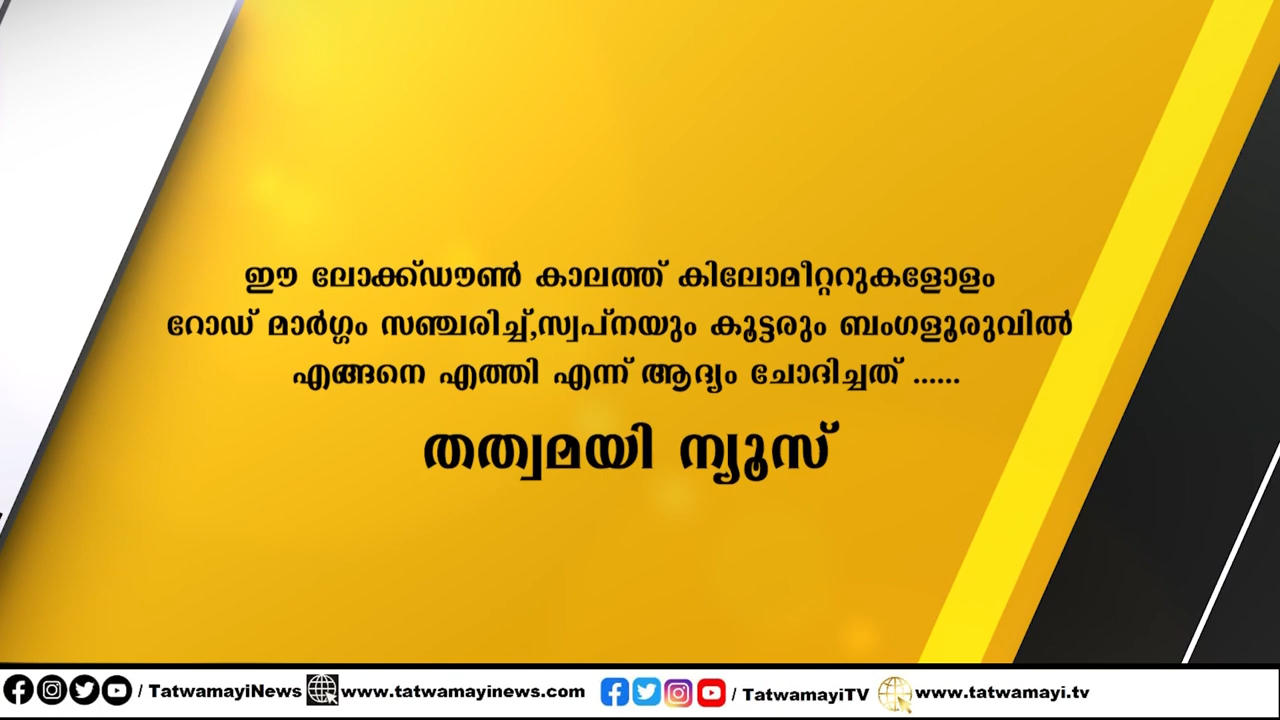 ഈ ലോക്ക്ഡൗൺ കാലത്ത് കിലോമീറ്ററുകളോളം
റോഡ് മാർഗ്ഗം സഞ്ചരിച്ച്,സ്വപ്നയും കൂട്ടരും ബംഗളൂരുവിൽ
എങ്ങനെ എത്തി എന്ന് ആദ്യം ചോദിച്ചത് ......
തത്വമയി ന്യൂസ്
/ TatwamayiNews www.tatwamayinews.com / TatwamayiTV www.tatwamayi.tv